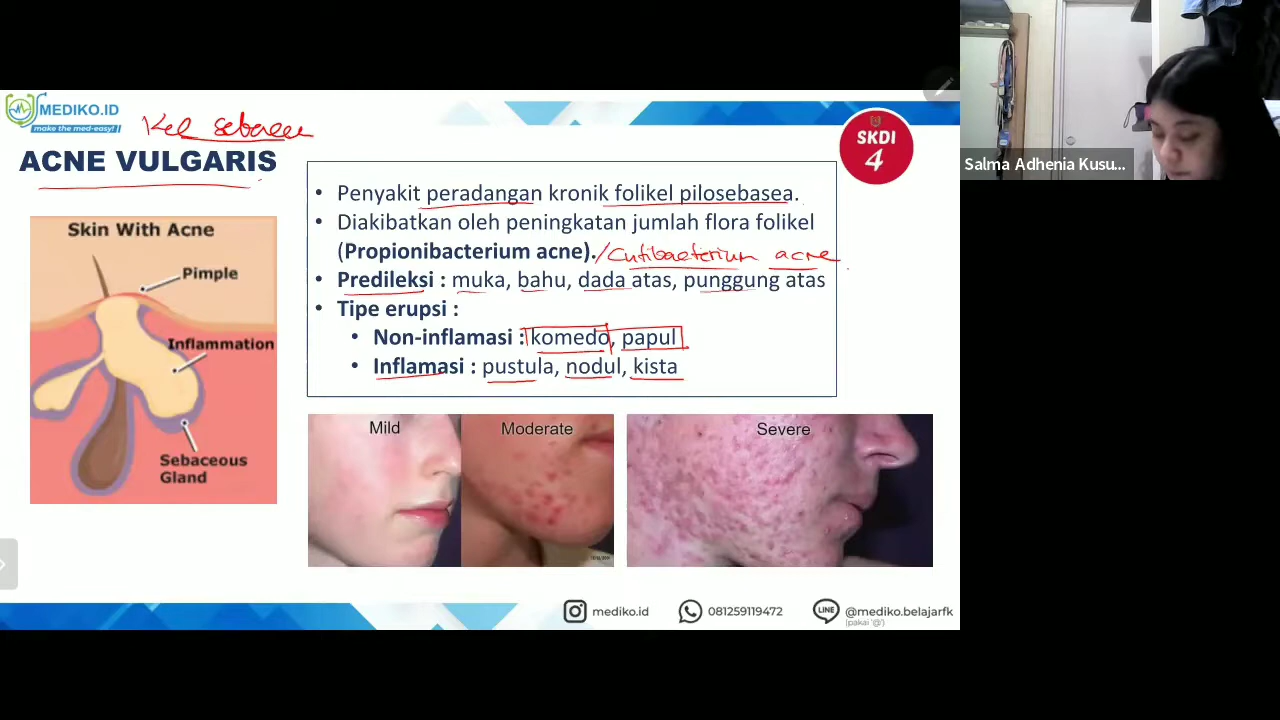 MEDIKO.ID
make the med-easy!
Kel sebasea
ACNE VULGARIS
SKDI
4
Salma Adhenia Kusu...
• Penyakit peradangan kronik folikel pilosebasea.
• Diakibatkan oleh peningkatan jumlah flora folikel
(Propionibacterium acne). /Cutibacterium acne
• Predileksi : muka, bahu, dada atas, punggung atas
• Tipe erupsi :
• Non-inflamasi : komedo, papul
• Inflamasi : pustula, nodul, kista
Skin With Acne
Pimple
Inflammation
Sebaceous
Gland
Mild
Moderate
Severe
mediko.id
081259119472
LINE
@mediko.belajarfk
(pakai '@')